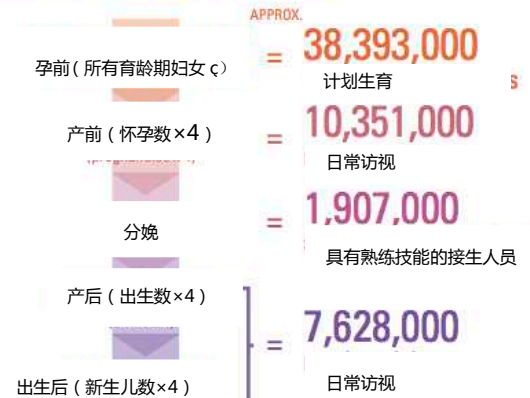 APPROX.
孕前(所有育龄期妇女ç)
= 38,393,000
计划生育
s
产前(怀孕数×4)
= 10,351,000
日常访视
分娩
= 1,907,000
具有熟练技能的接生人员
产后(出生数×4)
= 7,628,000
出生后(新生儿数×4)
日常访视